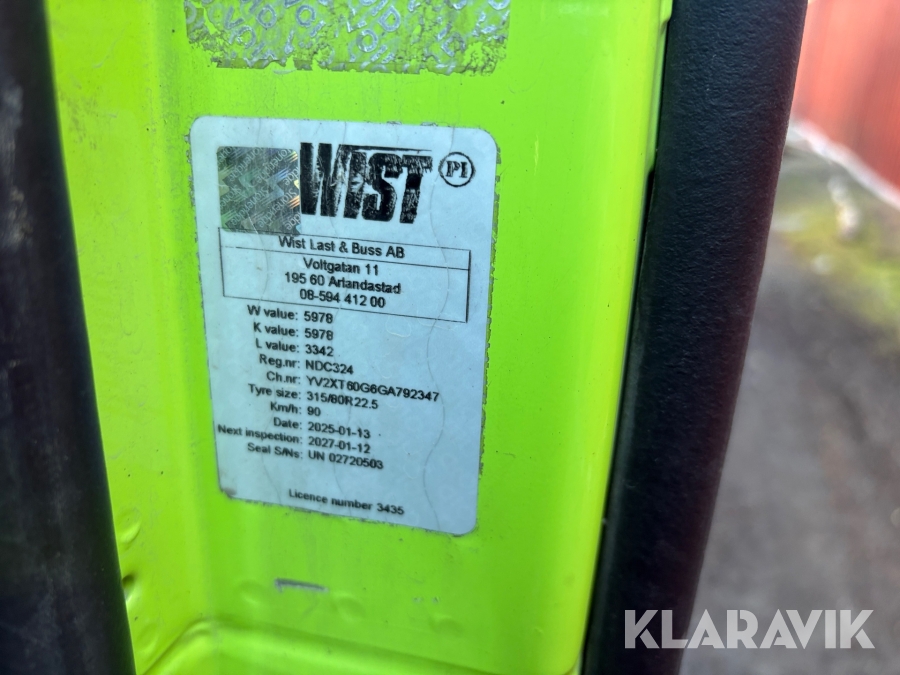 WIST
PI
Wist Last & Buss AB
Voltgatan 11
195 60 Arlandastad
08-594 412 00
W value: 5978
K value: 5978
L value: 3342
Reg.nr: NDC324
Ch.nr: YV2XT60G6GA792347
Tyre size: 315/80R22.5
Km/h: 90
Date: 2025-01-13
Next inspection: 2027-01-12
Seal S/Ns: UN 02720503
Licence number 3435
KLARAVIK